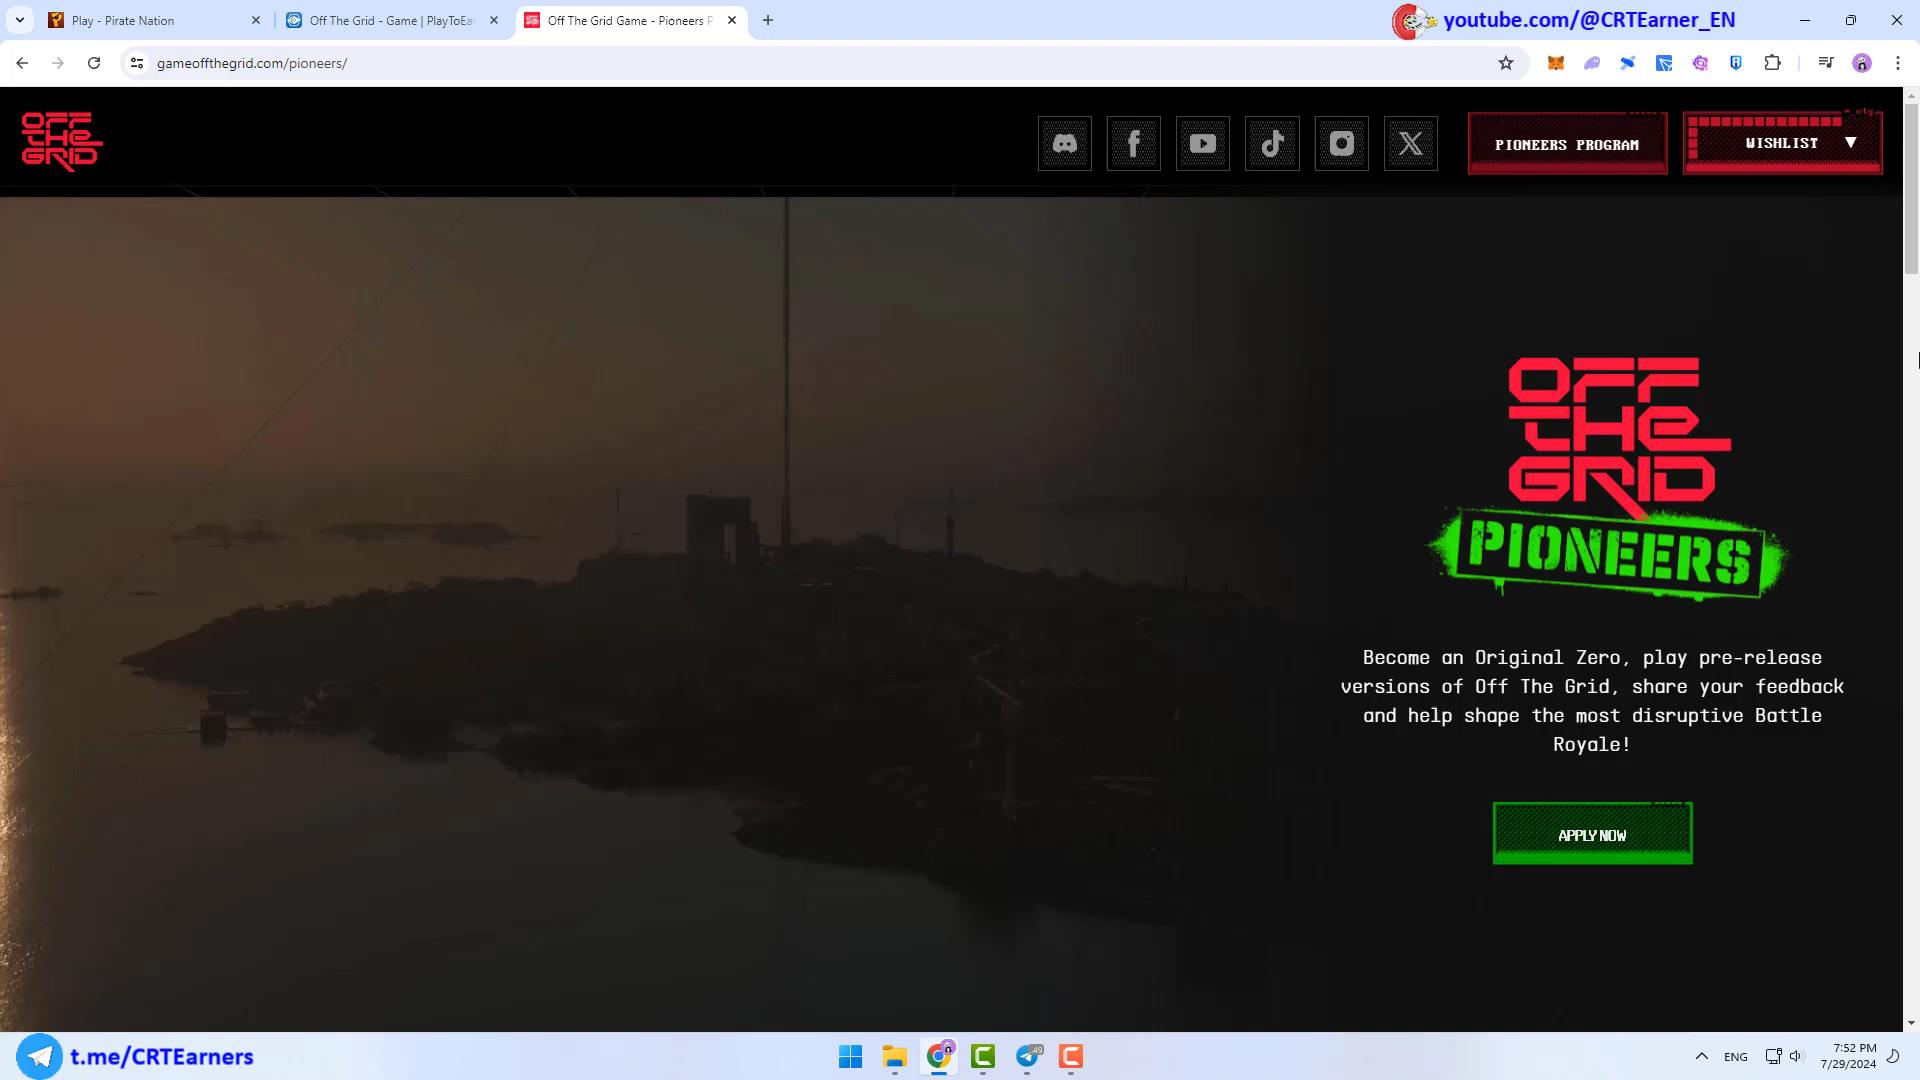 Play - Pirate Nation
Off The Grid - Game | PlayToEar
Off The Grid Game - Pioneers P
youtube.com/@CRTEarner_EN
gameoffthegrid.com/pioneers/
OFF
THE
GRID
PIONEERS PROGRAM
WISHLIST ▼
OFF
THE
GRID
PIONEERS
Become an Original Zero, play pre-release
versions of Off The Grid, share your feedback
and help shape the most disruptive Battle
Royale!
APPLY NOW
t.me/CRTEarners
49
ENG
7:52 PM
7/29/2024